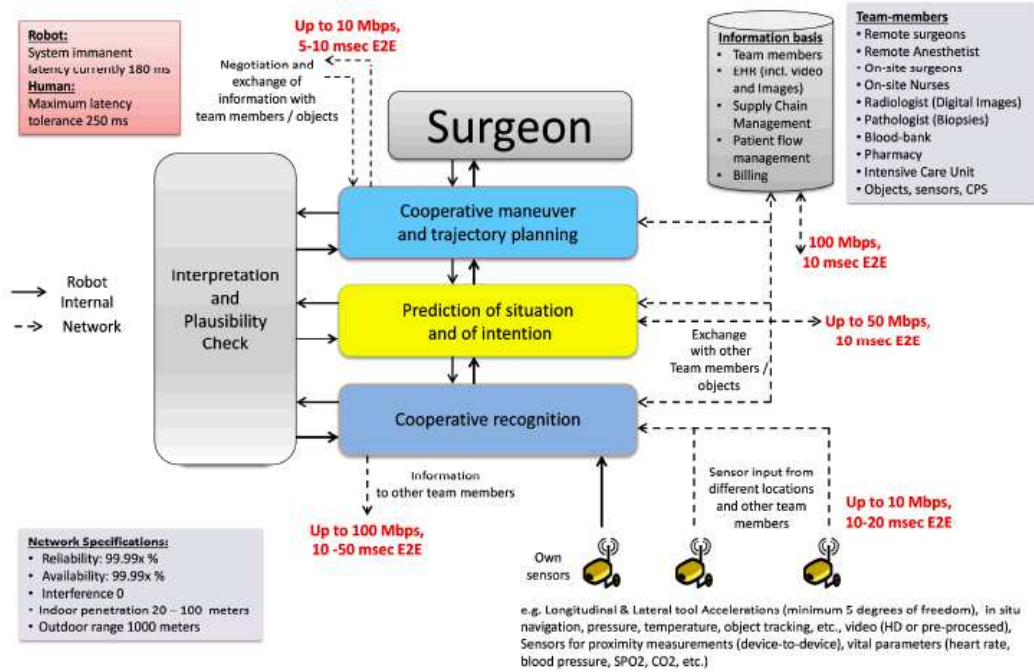 Robot:
System immanent
latency currently 180 ms
Human:
Maximum latency
tolerance 250 ms
Up to 10 Mbps,
5-10 msec E2E
Negotiation and
exchange of
information with
team members / objects
Surgeon
Information basis
• Team members
• EHR (incl. video
and Images)
• Supply Chain
Management
• Patient flow
management
• Billing
Team-members
• Remote surgeons
• Remote Anesthetist
• On-site surgeons
• On-site Nurses
• Radiologist (Digital Images)
• Pathologist (Biopsies)
• Blood-bank
• Pharmacy
• Intensive Care Unit
• Objects, sensors, CPS
Cooperative maneuver
and trajectory planning
100 Mbps,
10 msec E2E
Interpretation
and
Plausibility
Check
Robot
Internal
Network
Prediction of situation
and of intention
Up to 50 Mbps,
10 msec E2E
Exchange
with other
Team members /
objects
Cooperative recognition
Information
to other team members
Up to 100 Mbps,
10 -50 msec E2E
Sensor input from
different locations
and other team
members
Up to 10 Mbps,
10-20 msec E2E
Network Specifications:
• Reliability: 99.99x %
• Availability: 99.99x %
• Interference 0
• Indoor penetration 20 – 100 meters
• Outdoor range 1000 meters
Own
sensors
e.g. Longitudinal & Lateral tool Accelerations (minimum 5 degrees of freedom), in situ
navigation, pressure, temperature, object tracking, etc., video (HD or pre-processed),
Sensors for proximity measurements (device-to-device), vital parameters (heart rate,
blood pressure, SPO2, CO2, etc.)